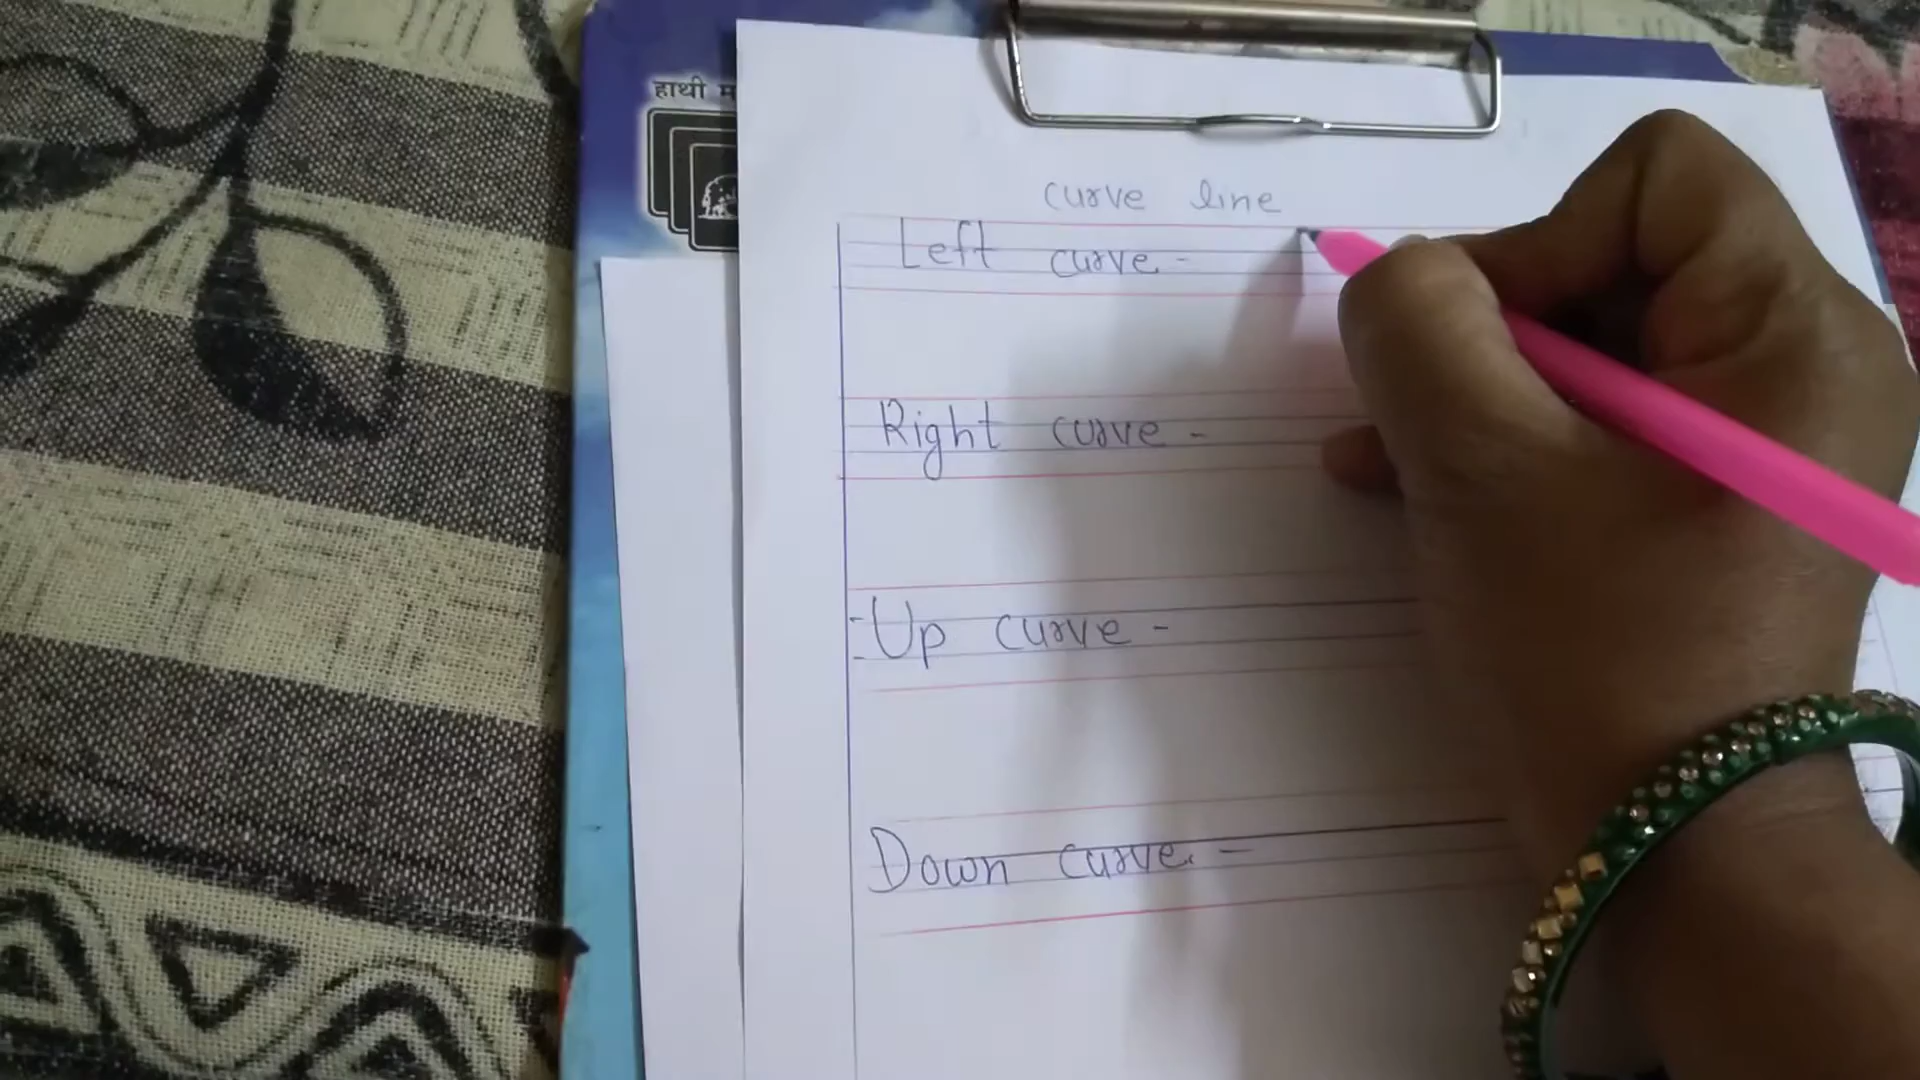 हाथी
curve line
Left curve -
Right curve -
Up curve -
Down curve. -